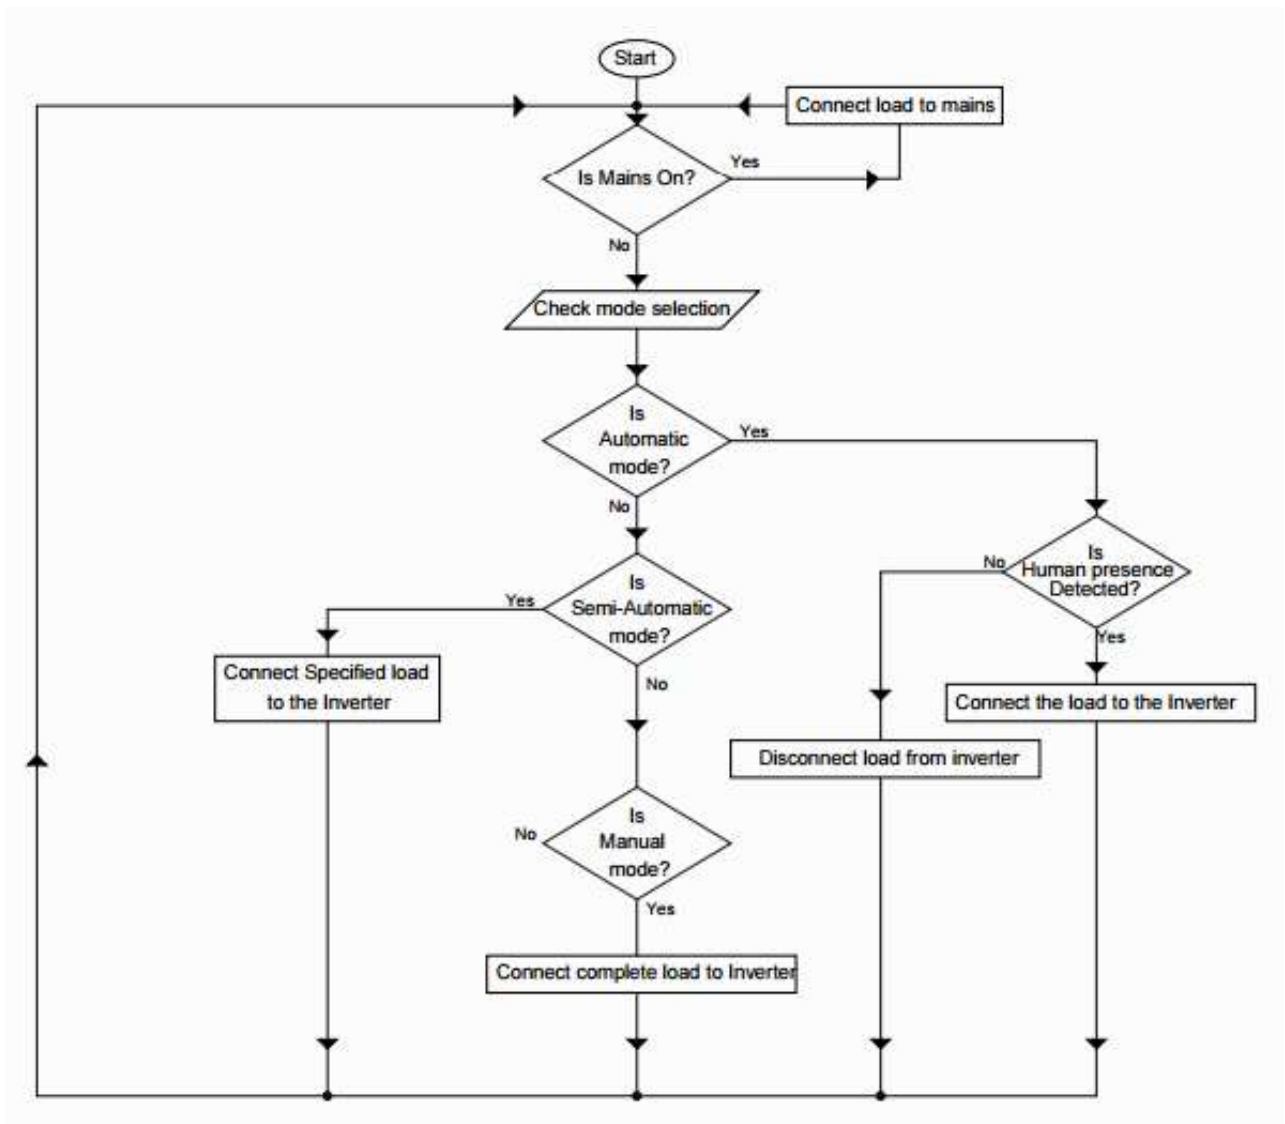 Start
Connect load to mains
Is Mains On?
Yes
No
Check mode selection
Is
Automatic
mode?
Yes
No
Is
Human presence
Detected?
No
Yes
Is
Semi-Automatic
mode?
Yes
No
Connect Specified load
to the Inverter
Connect the load to the Inverter
Disconnect load from inverter
Is
Manual
mode?
No
Yes
Connect complete load to Inverter